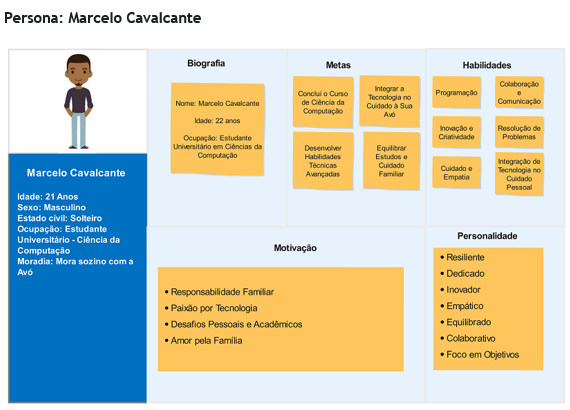 Persona: Marcelo Cavalcante
Marcelo Cavalcante
Idade: 21 Anos
Sexo: Masculino
Estado civil: Solteiro
Ocupação: Estudante
Universitário - Ciência da
Computação
Moradia: Mora sozino com a
Avó
Biografia
Nome: Marcelo Cavalcante
Idade: 22 anos
Ocupação: Estudante
Universitário em Ciências da
Computação
Metas
Concluí o Curso
de Ciência da
Computação
Integrar a
Tecnologia no
Cuidado à Sua
Avó
Desenvolver
Habilidades
Técnicas
Avançadas
Equilibrar
Estudos e
Cuidado
Familiar
Habilidades
Programação
Colaboração
e
Comunicação
Inovação e
Criatividade
Resolução de
Problemas
Cuidado e
Empatia
Integração de
Tecnologia no
Cuidado
Pessoal
Motivação
• Responsabilidade Familiar
• Paixão por Tecnologia
• Desafios Pessoais e Acadêmicos
• Amor pela Família
Personalidade
• Resiliente
• Dedicado
• Inovador
• Empático
• Equilibrado
• Colaborativo
• Foco em Objetivos